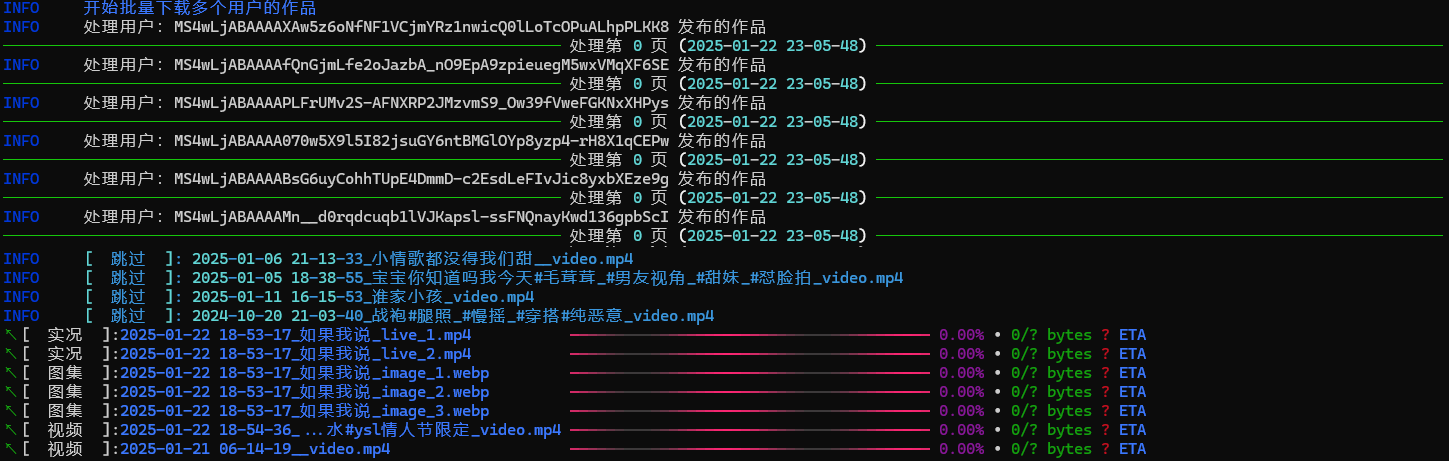 INFO 开始批量下载多个用户的作品
INFO 处理用户: MS4wLjABAAAAXAw5z6oNfNF1VCjmYRz1nwicQ0lLoTcOPuALhpPLKK8 发布的作品
处理第 0 页 (2025-01-22 23-05-48)
INFO 处理用户: MS4wLjABAAAAfQnGjmLfe2oJazbA_nO9EpA9zpieuegM5wxVMqXF6SE 发布的作品
处理第 0 页 (2025-01-22 23-05-48)
INFO 处理用户: MS4wLjABAAAAPLFrUMv2S-AFNXRP2JMzvmS9_Ow39fVweFGKNxXHPys 发布的作品
处理第 0 页 (2025-01-22 23-05-48)
INFO 处理用户: MS4wLjABAAAA070w5X9l5I82jsuGY6ntBMGlOYp8yzp4-rH8X1qCEPw 发布的作品
处理第 0 页 (2025-01-22 23-05-48)
INFO 处理用户: MS4wLjABAAAABsG6uyCohhTUpE4DmmD-c2EsdLeFIvJic8yxbXEze9g 发布的作品
处理第 0 页 (2025-01-22 23-05-48)
INFO 处理用户: MS4wLjABAAAAMn__d0rqdcuqb1lVJKapsl-ssFNQnayKwd136gpbScI 发布的作品
处理第 0 页 (2025-01-22 23-05-48)
INFO [ 跳过 ]: 2025-01-06 21-13-33_小情歌都没得我们甜__video.mp4
INFO [ 跳过 ]: 2025-01-05 18-38-55_宝宝你知道吗我今天#毛茸茸_#男友视角_#甜妹_#怼脸拍_video.mp4
INFO [ 跳过 ]: 2025-01-11 16-15-53_谁家小孩_video.mp4
INFO [ 跳过 ]: 2024-10-20 21-03-40_战袍#腿照_#慢摇_#穿搭#纯恶意_video.mp4
↖[ 实况 ]:2025-01-22 18-53-17_如果我说_live_1.mp4 0.00% • 0/? bytes ? ETA
↖[ 实况 ]:2025-01-22 18-53-17_如果我说_live_2.mp4 0.00% • 0/? bytes ? ETA
↖[ 图集 ]:2025-01-22 18-53-17_如果我说_image_1.webp 0.00% • 0/? bytes ? ETA
↖[ 图集 ]:2025-01-22 18-53-17_如果我说_image_2.webp 0.00% • 0/? bytes ? ETA
↖[ 图集 ]:2025-01-22 18-53-17_如果我说_image_3.webp 0.00% • 0/? bytes ? ETA
↖[ 视频 ]:2025-01-22 18-54-36_...水#ysl情人节限定_video.mp4 0.00% • 0/? bytes ? ETA
↖[ 视频 ]:2025-01-21 06-14-19__video.mp4 0.00% • 0/? bytes ? ETA